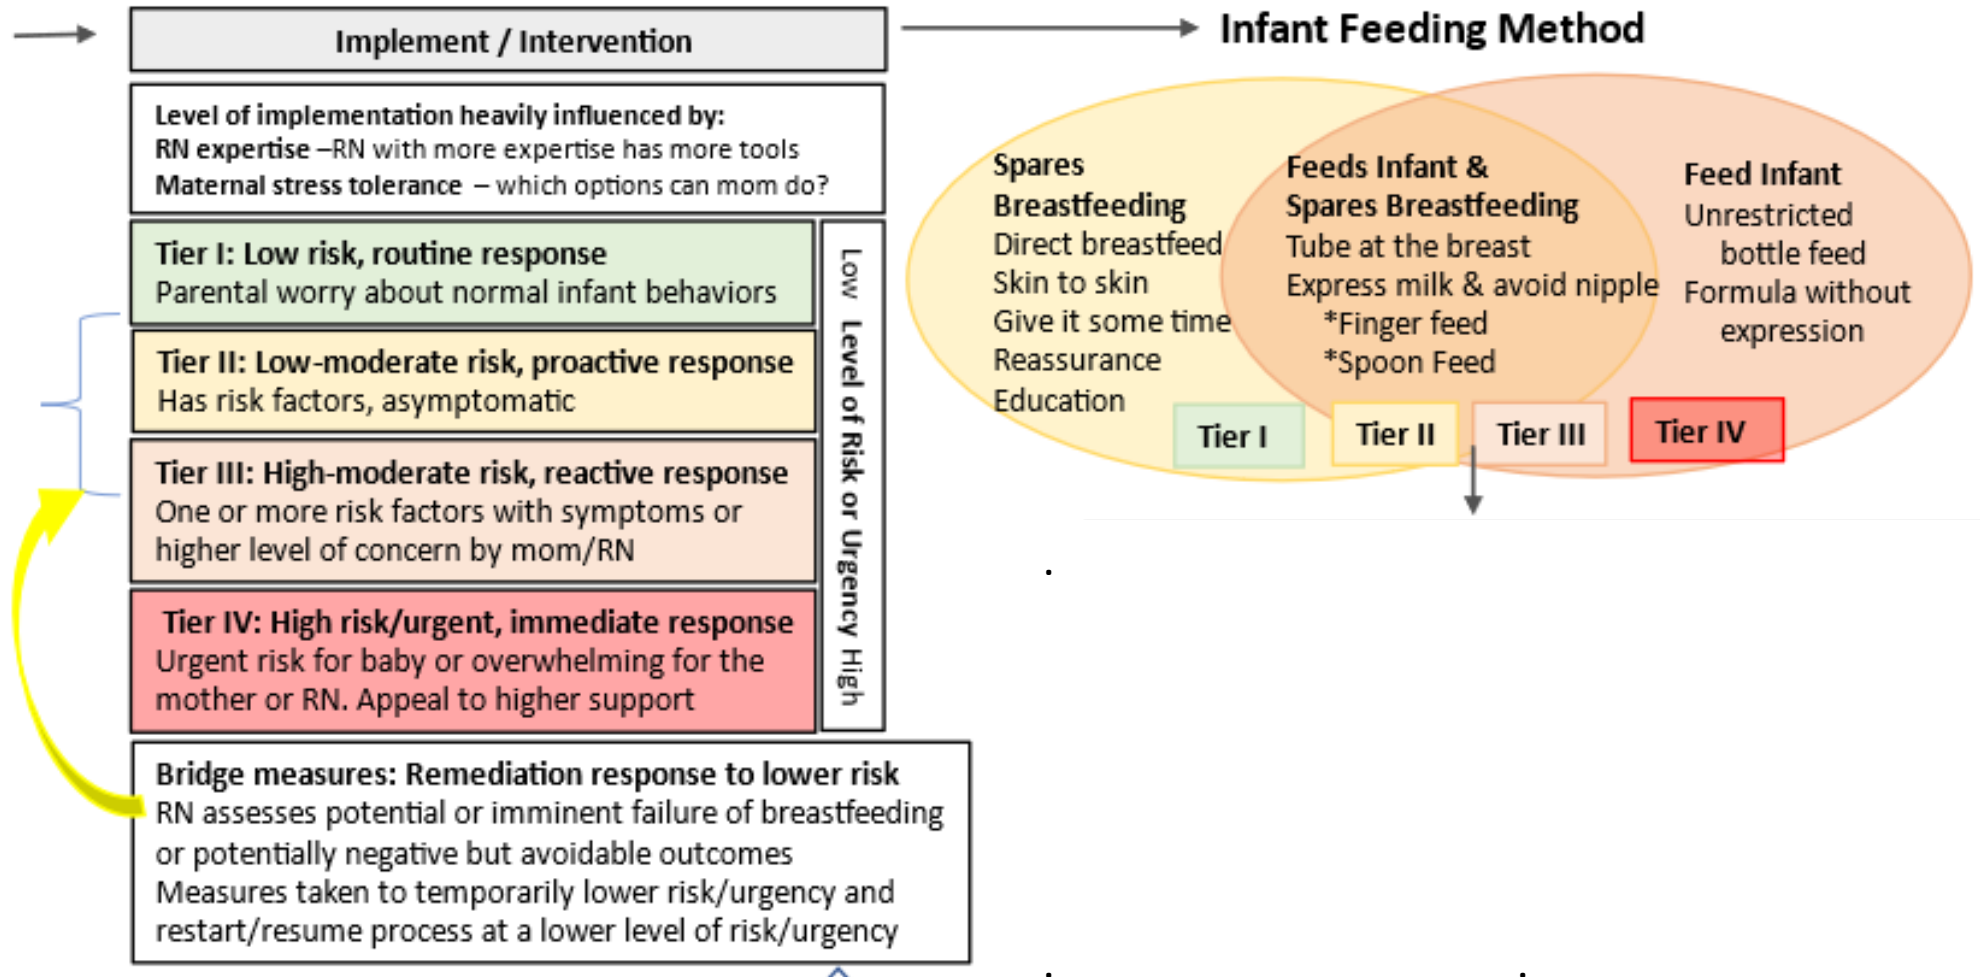 Implement / Intervention
Level of implementation heavily influenced by:
RN expertise –RN with more expertise has more tools
Maternal stress tolerance – which options can mom do?
Tier I: Low risk, routine response
Parental worry about normal infant behaviors
Tier II: Low-moderate risk, proactive response
Has risk factors, asymptomatic
Tier III: High-moderate risk, reactive response
One or more risk factors with symptoms or
higher level of concern by mom/RN
Tier IV: High risk/urgent, immediate response
Urgent risk for baby or overwhelming for the
mother or RN. Appeal to higher support
Low Level of Risk or Urgency High
Bridge measures: Remediation response to lower risk
RN assesses potential or imminent failure of breastfeeding
or potentially negative but avoidable outcomes
Measures taken to temporarily lower risk/urgency and
restart/resume process at a lower level of risk/urgency
Infant Feeding Method
Spares
Breastfeeding
Direct breastfeed
Skin to skin
Give it some time
Reassurance
Education
Feeds Infant &
Spares Breastfeeding
Tube at the breast
Express milk & avoid nipple
*Finger feed
*Spoon Feed
Feed Infant
Unrestricted
bottle feed
Formula without
expression
Tier I
Tier II
Tier III
Tier IV